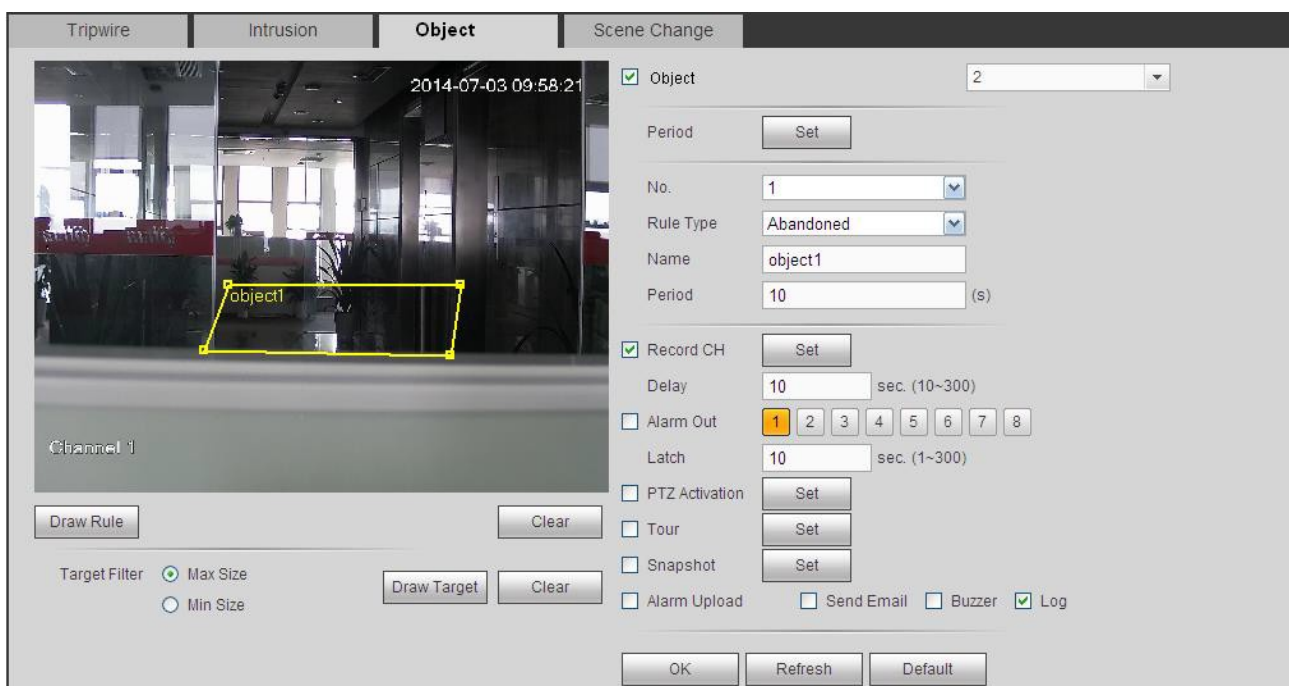 Tripwire
Intrusion
Object
Scene Change
2014-07-03 09:58:21
object1
Channel 1
Draw Rule
Clear
Target Filter
Max Size
Min Size
Draw Target
Clear
Object
2
Period
Set
No.
1
Rule Type
Abandoned
Name
object1
Period
10
(s)
Record CH
Set
Delay
10
sec. (10~300)
Alarm Out
1 2 3 4 5 6 7 8
Latch
10
sec. (1~300)
PTZ Activation
Set
Tour
Set
Snapshot
Set
Alarm Upload
Send Email
Buzzer
Log
OK
Refresh
Default